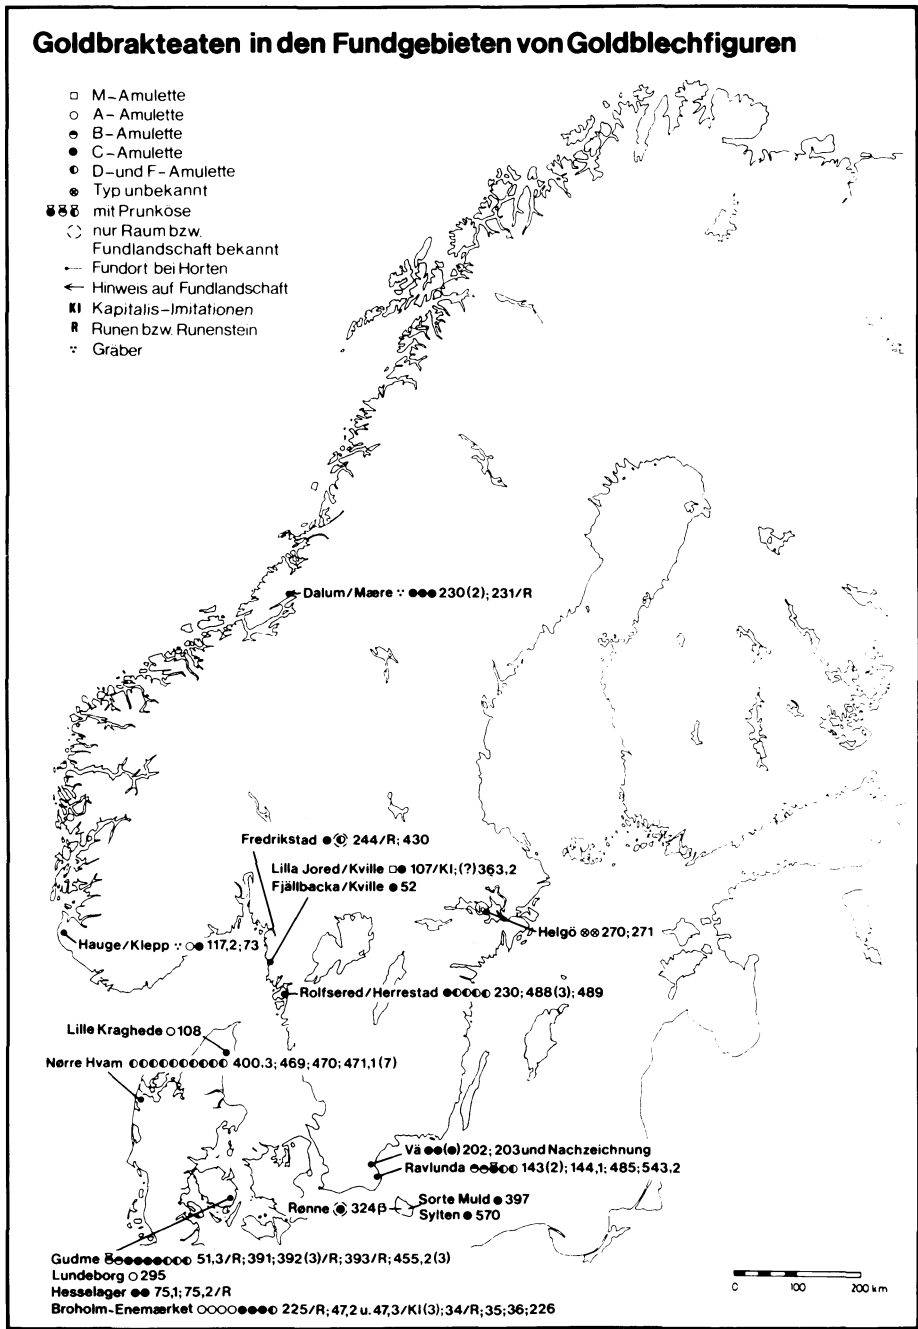 Goldbrakteaten in den Fundgebieten von Goldblechfiguren
M-Amulette
A-Amulette
B-Amulette
C-Amulette
D-und F-Amulette
Typ unbekannt
mit Prunköse
nur Raum bzw.
Fundlandschaft bekannt
Fundort bei Horten
Hinweis auf Fundlandschaft
KI Kapitalis-Imitationen
R Runen bzw. Runenstein
Gräber
Dalum/Mære 230(2); 231/R
Fredrikstad 244/R; 430
Lilla Jored/Kville 107/KI;(?)363,2
Fjällbacka/Kville 52
Helgö 270; 271
Hauge/Klepp 117,2;73
Rolfsered/Herrestad 230; 488(3); 489
Lille Kraghede 108
Nørre Hvam 400.3; 469; 470; 471,1(7)
Vä 202; 203und Nachzeichnung
Ravlunda 143(2); 144,1; 485; 543,2
Sorte Muld 397
Rønne 324β
Sylten 570
Gudme 51,3/R; 391; 392(3)/R; 393/R; 455,2(3)
Lundeborg 295
Hesselager 75,1; 75,2/R
Broholm-Enemærket 225/R; 47,2 u. 47,3/KI(3); 34/R; 35; 36; 226
0 100 200 km